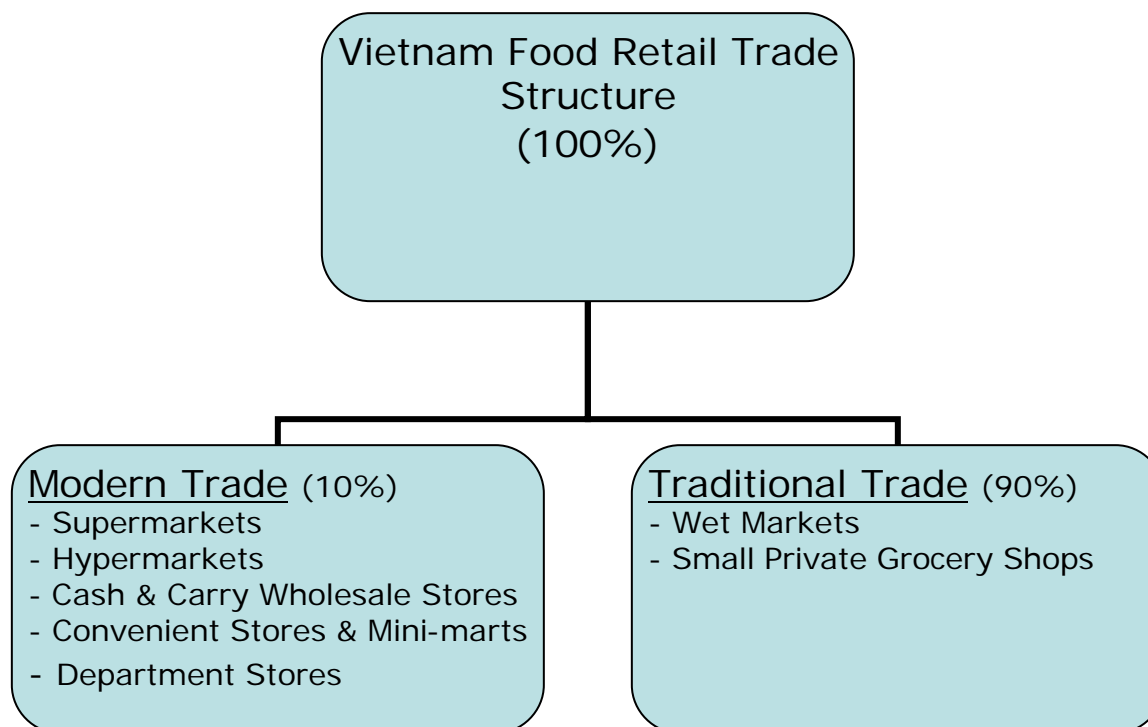 Vietnam Food Retail Trade
Structure
(100%)
Modern Trade (10%)
- Supermarkets
- Hypermarkets
- Cash & Carry Wholesale Stores
- Convenient Stores & Mini-marts
- Department Stores
Traditional Trade (90%)
- Wet Markets
- Small Private Grocery Shops